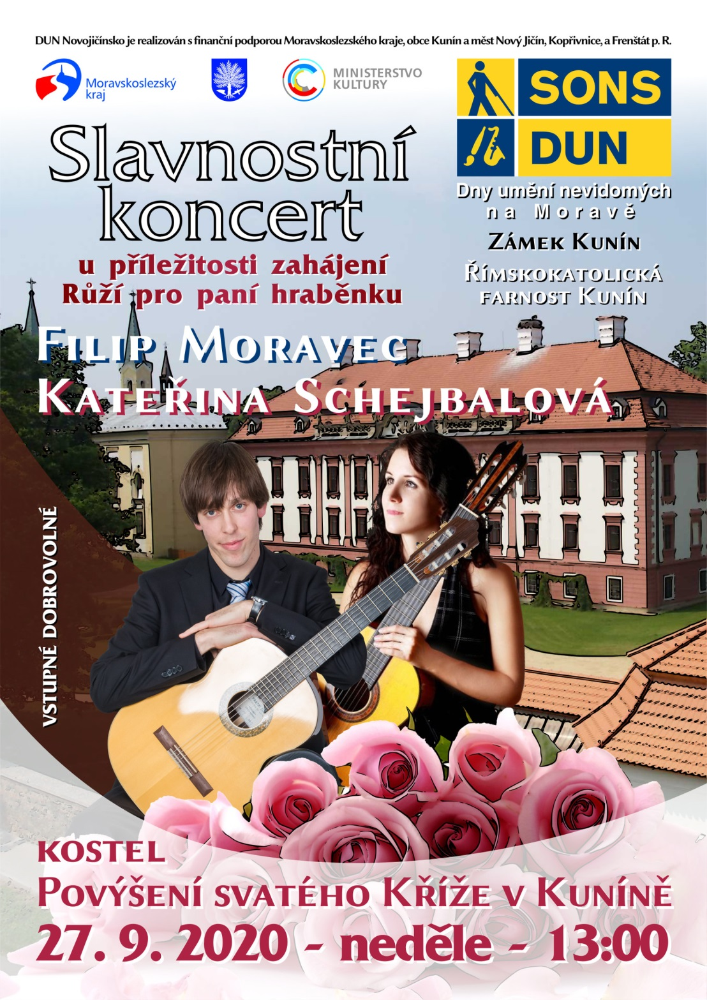 DUN Novojičínsko je realizován s finanční podporou Moravskoslezského kraje, obce Kunín a měst Nový Jičín, Kopřivnice, a Frenštát p. R.
Moravskoslezský
kraj
MINISTERSTVO
KULTURY
SONS
DUN
Dny umění nevidomých
na Moravě
Zámek Kunín
Římskokatolická
farnost Kunín
Slavnostní
koncert
u příležitosti zahájení
Růží pro paní hraběnku
Filip Moravec
Kateřina Schejbalová
VSTUPNÉ DOBROVOLNÉ
KOSTEL
Povýšení svatého Kříže v Kuníně
27. 9. 2020 - neděle - 13:00